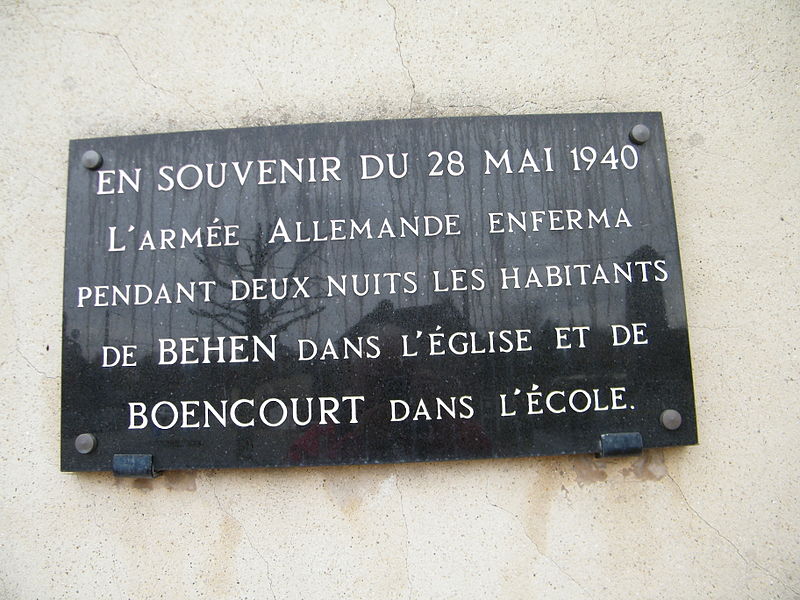 EN SOUVENIR DU 28 MAI 1940
L'ARMÉE ALLEMANDE ENFERMA
PENDANT DEUX NUITS LES HABITANTS
DE BEHEN DANS L'ÉGLISE ET DE
BOENCOURT DANS L'ÉCOLE.